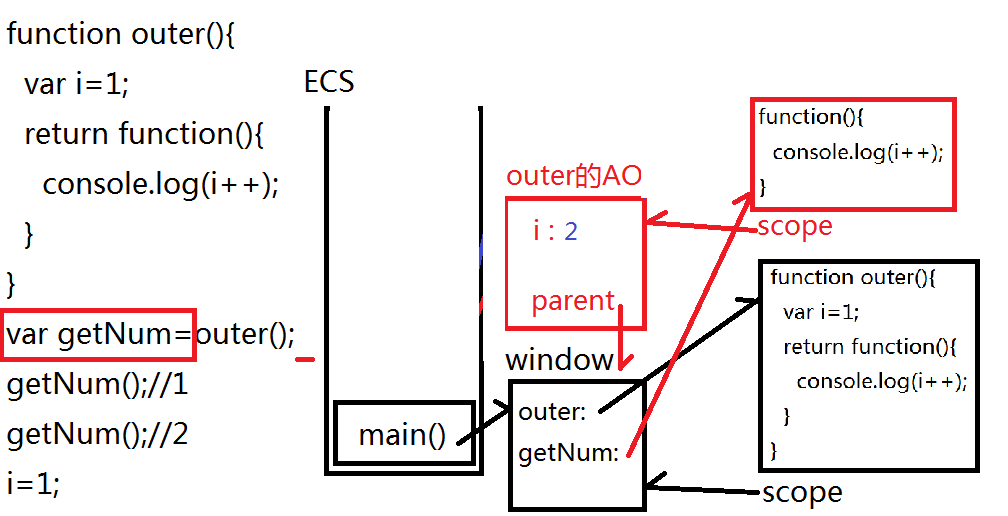 function outer(){
var i=1;
return function(){
console.log(i++);
}
}
var getNum=outer();
getNum();//1
getNum();//2
i=1;
ECS
main()
outer的AO
i : 2
parent
window
outer:
getNum:
function(){
console.log(i++);
}
scope
function outer(){
var i=1;
return function(){
console.log(i++);
}
}
scope